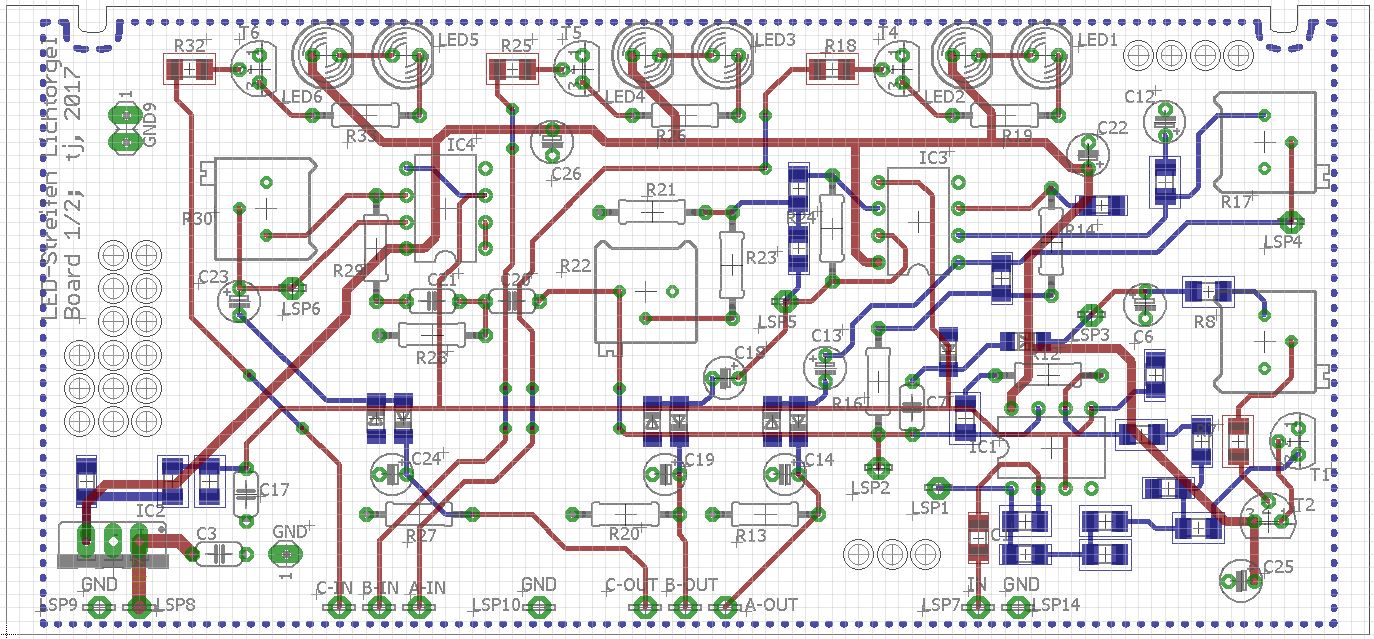 LED-Streifen Lichtorgel
Board 1/2; tj, 2017
R32
T6
LED5
R25
T5
LED3
R18
T4
LED1
LED6
LED4
LED2
1
GND9
R33
R26
R19
C12
C22
IC4
C26
IC3
R30
R21
R17
R24
R14
LSP4
R29
R23
R22
C23
C21
C20
LSP6
LSP5
R28
C13
LSP3
C6
R8
C18
R12
R16
C7
IC1
C24
C19
C14
T1
LSP2
LSP1
C17
T2
IC2
C3
GND
1
R27
R20
R13
C25
GND
C-IN
B-IN
A-IN
GND
C-OUT
B-OUT
A-OUT
IN
GND
LSP9
LSP8
LSP10
LSP7
LSP14